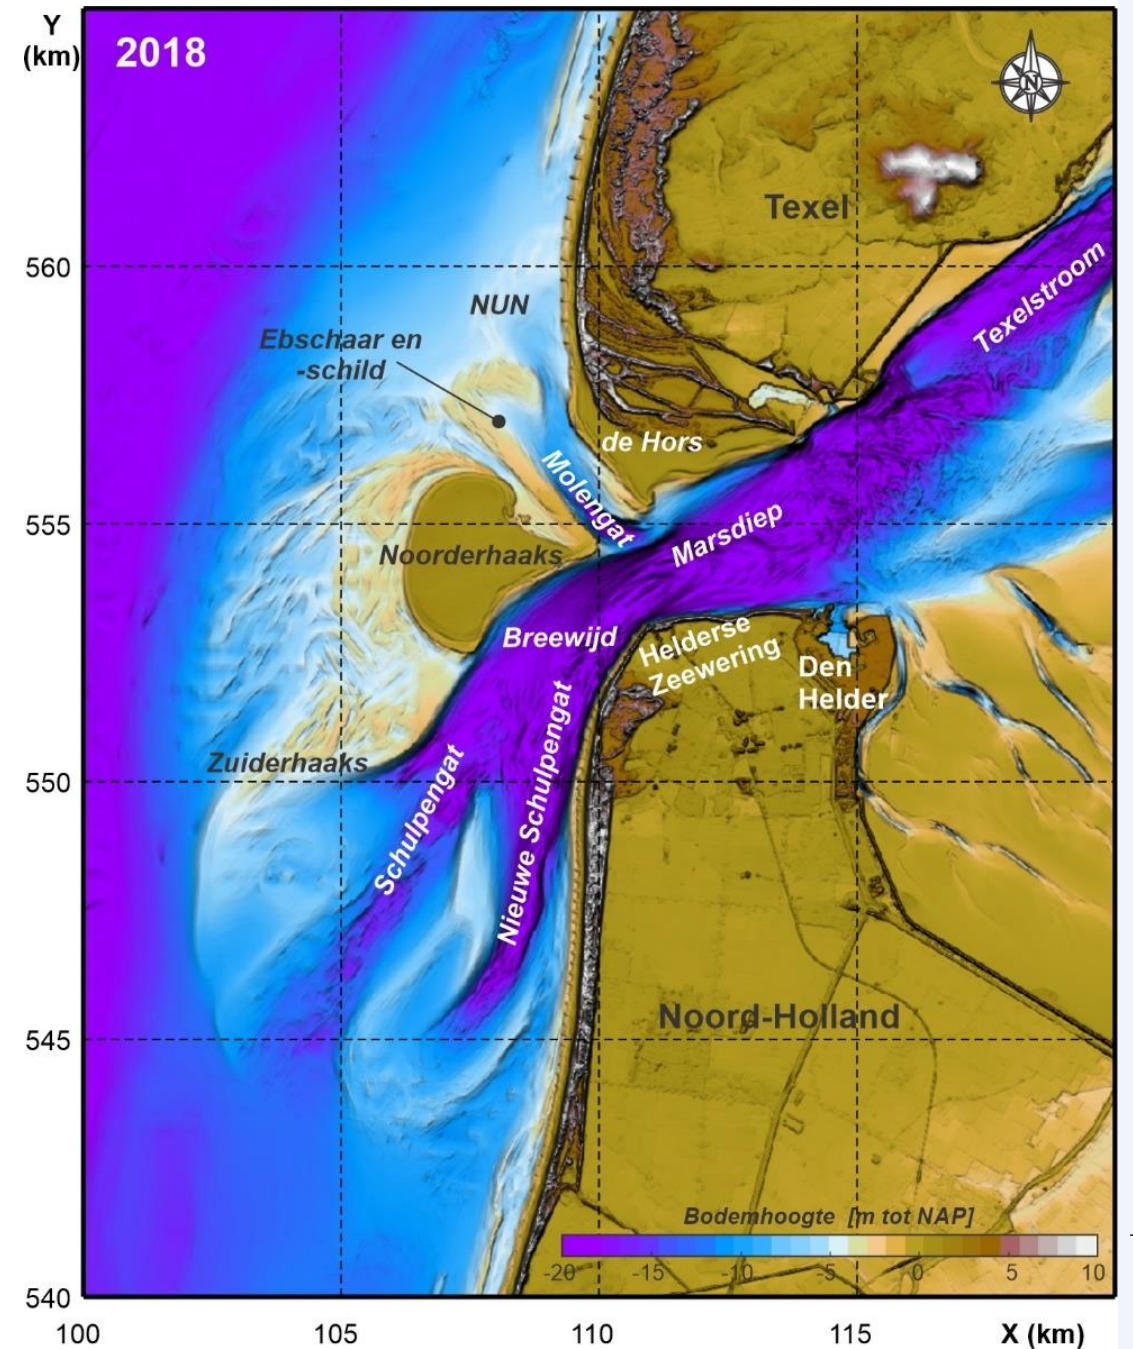 Y
(km)
2018
N
Texel
560
Texelstroom
NUN
Ebschaar en
-schild
de Hors
Molengat
555
Marsdiep
Noorderhaaks
Breewijd
Helderse
Zeewering
Den
Helder
Zuiderhaaks
550
Schulpengat
Nieuwe Schulpengat
Noord-Holland
545
Bodemhoogte [m tot NAP]
-20 -15 -10 -5 0 5 10
540
100 105 110 115 X (km)